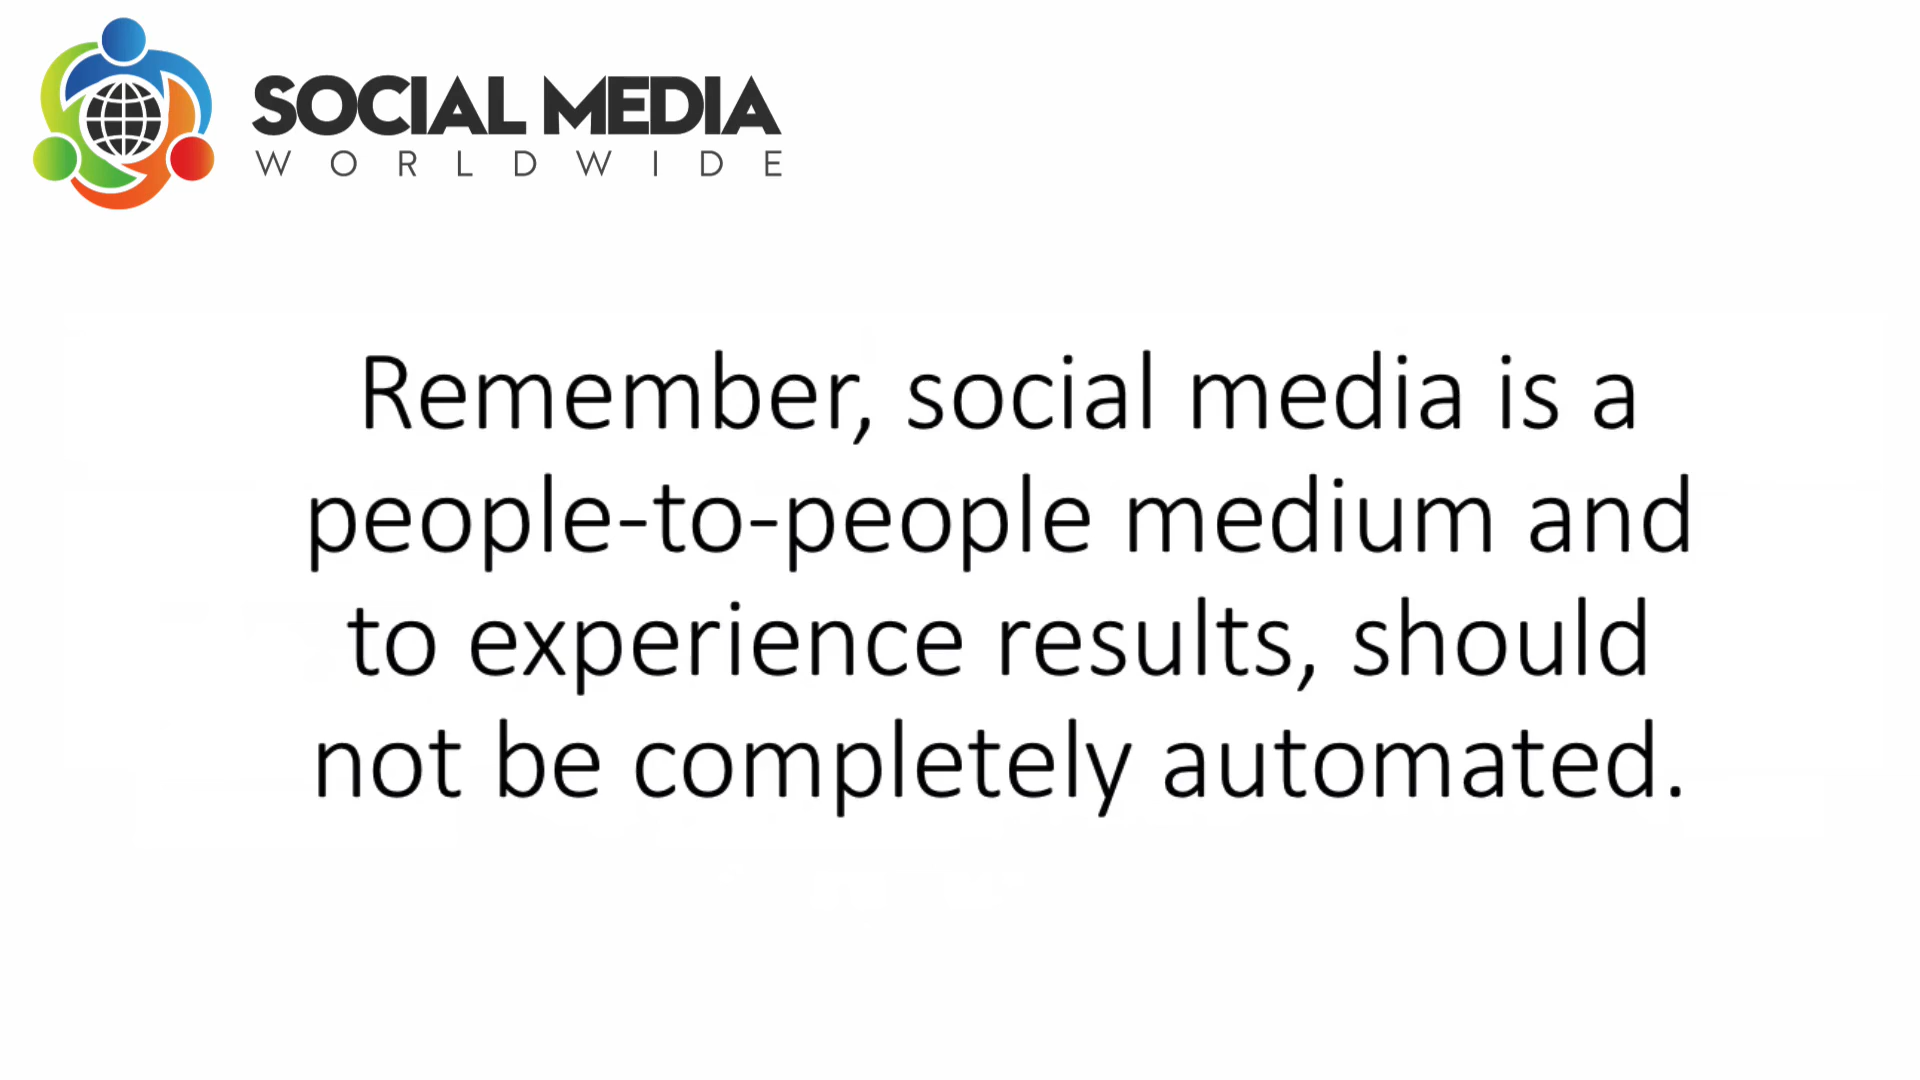 SOCIAL MEDIA
WORLDWIDE
Remember, social media is a
people-to-people medium and
to experience results, should
not be completely automated.